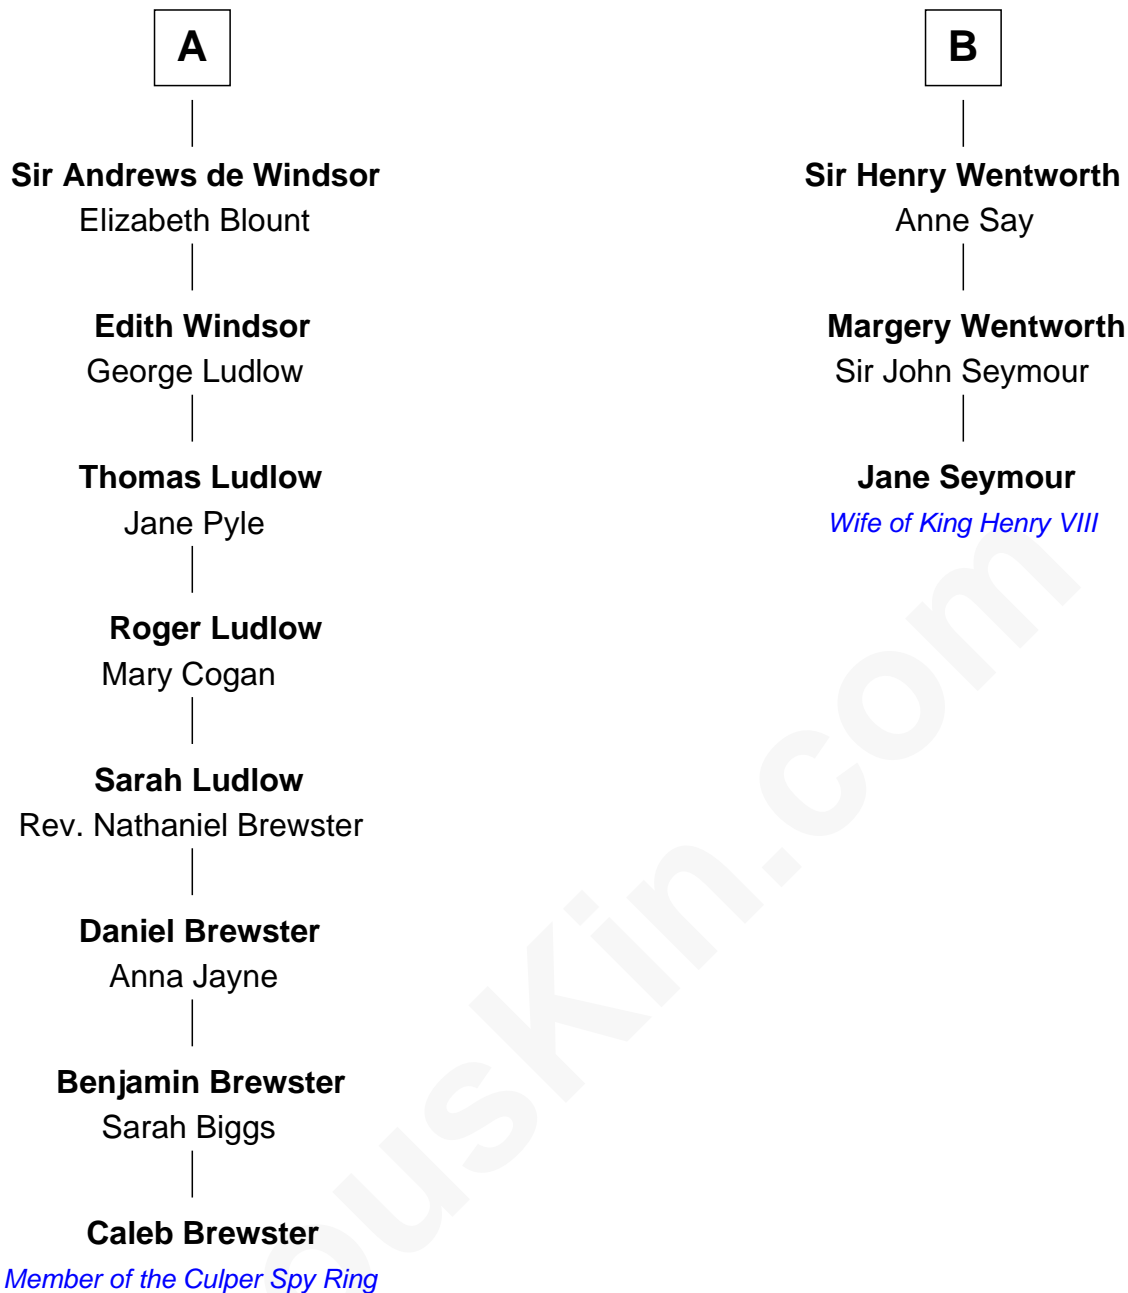 A
Sir Andrews de Windsor
Elizabeth Blount
Edith Windsor
George Ludlow
Thomas Ludlow
Jane Pyle
Roger Ludlow
Mary Cogan
Sarah Ludlow
Rev. Nathaniel Brewster
Daniel Brewster
Anna Jayne
Benjamin Brewster
Sarah Biggs
Caleb Brewster
Member of the Culper Spy Ring
B
Sir Henry Wentworth
Anne Say
Margery Wentworth
Sir John Seymour
Jane Seymour
Wife of King Henry VIII
ousKin.com